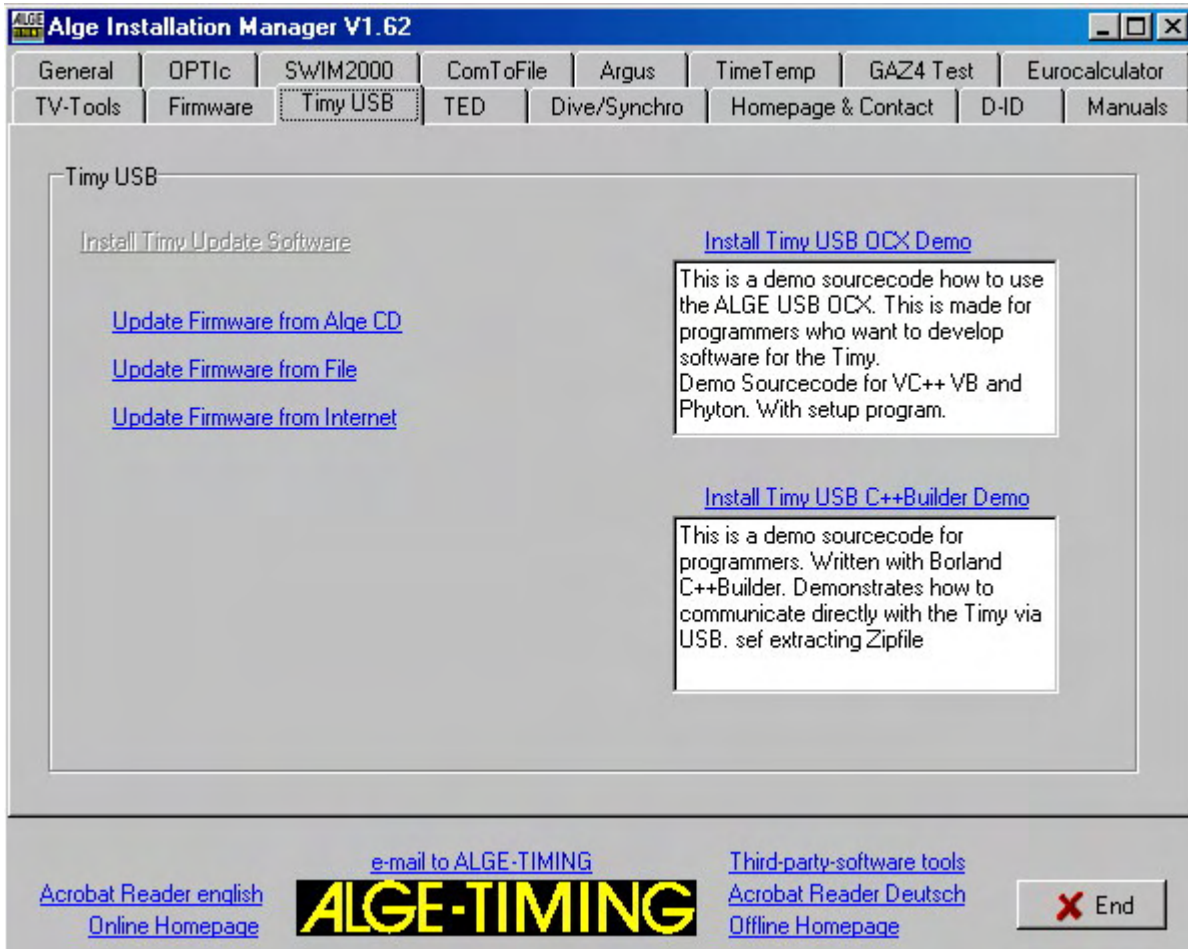 ALGE TIMING Alge Installation Manager V1.62
General OPTIc SWIM2000 ComToFile Argus TimeTemp GAZ4 Test Eurocalculator
TV-Tools Firmware Timy USB TED Dive/Synchro Homepage & Contact D-ID Manuals
Timy USB
Install Timy Update Software
Update Firmware from Alge CD
Update Firmware from File
Update Firmware from Internet
Install Timy USB OCX Demo
This is a demo sourcecode how to use
the ALGE USB OCX. This is made for
programmers who want to develop
software for the Timy.
Demo Sourcecode for VC++ VB and
Phyton. With setup program.
Install Timy USB C++Builder Demo
This is a demo sourcecode for
programmers. Written with Borland
C++Builder. Demonstrates how to
communicate directly with the Timy via
USB. sef extracting Zipfile
Acrobat Reader english
Online Homepage
e-mail to ALGE-TIMING
ALGE-TIMING
Third-party-software tools
Acrobat Reader Deutsch
Offline Homepage
End